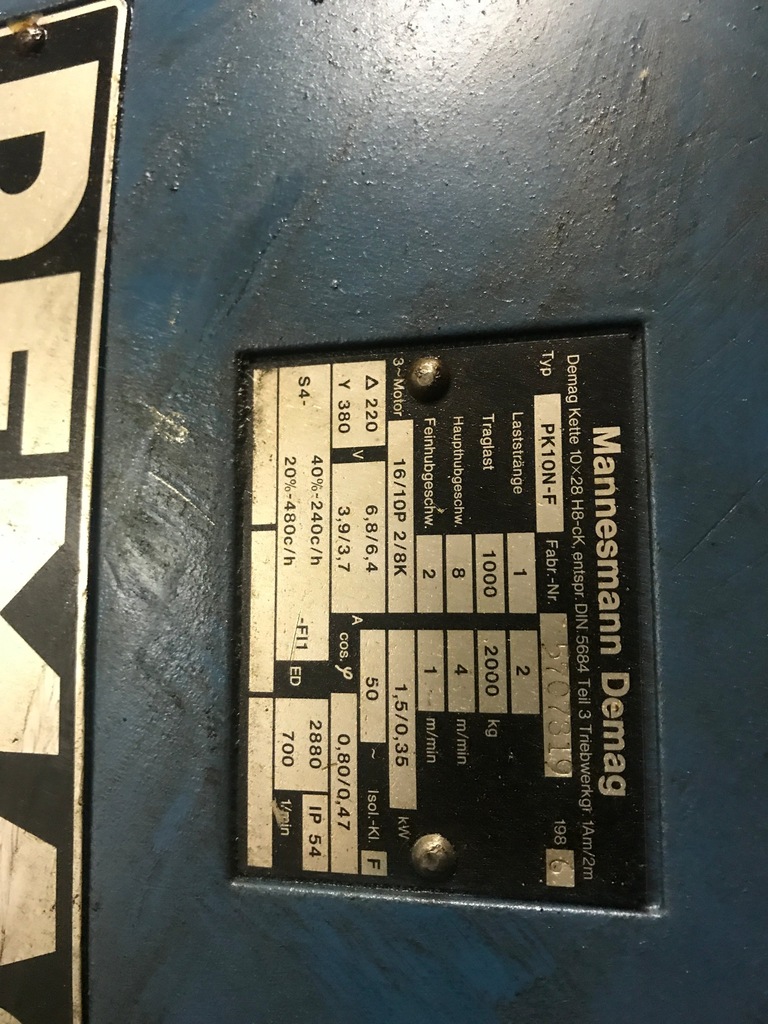 DEMAG
Mannesmann Demag
Demag Kette 10×28 H8-cK, entspr. DIN 5684 Teil 3 Triebwerkgr. 1Am/2m
Typ PK10N-F Fabr.-Nr. 5707319 1986
Laststränge 1 2
Traglast 1000 2000 kg
Haupthubgeschw. 8 4 m/min
Feinhubgeschw. 2 1 m/min
3~Motor 16/10P 2/8K 1,5/0,35 kW
Δ 220 V 6,8/6,4 A 50 ~ Isol.-Kl. F
Y 380 3,9/3,7 cos. φ 0,80/0,47
S4- 40%-240c/h -FI1 ED 2880 IP 54
20%-480c/h 700 1/min